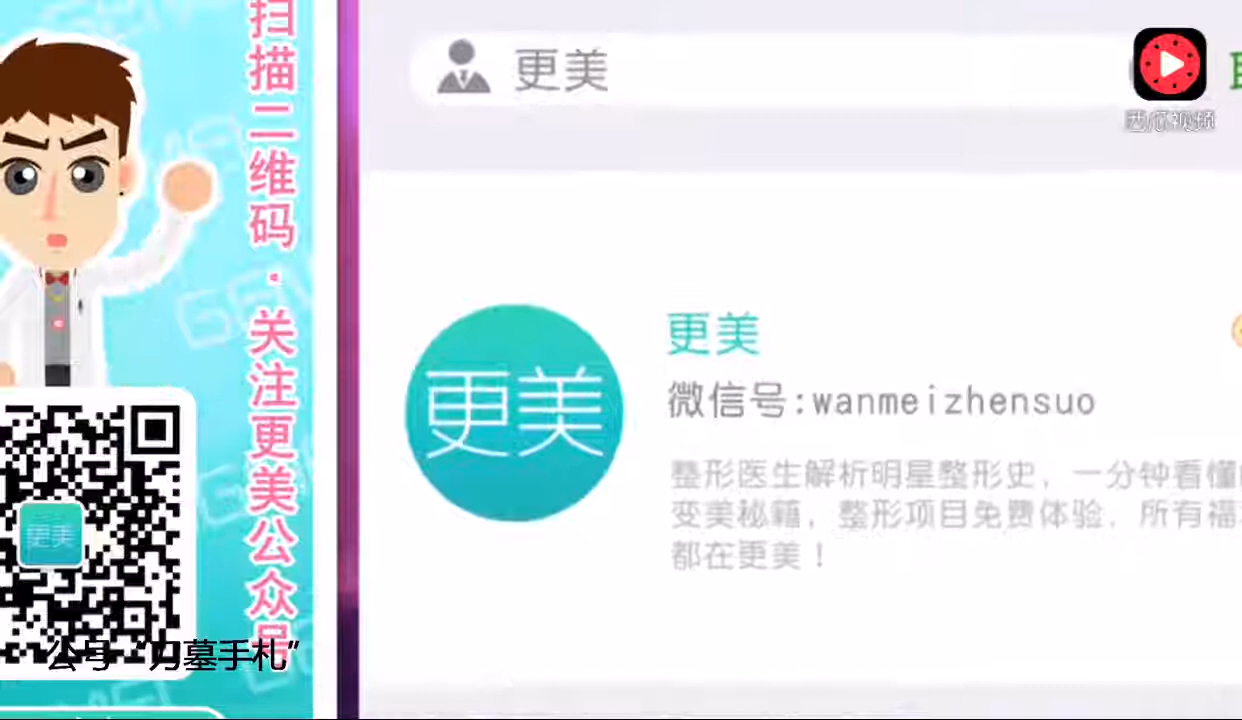 扫描二维码·关注更美公众号
更美
公号“刀墓手札”
更美
西瓜视频
更美
更美
微信号:wanmeizhensuo
整形医生解析明星整形史，一分钟看懂
变美秘籍，整形项目免费体验，所有福
都在更美！